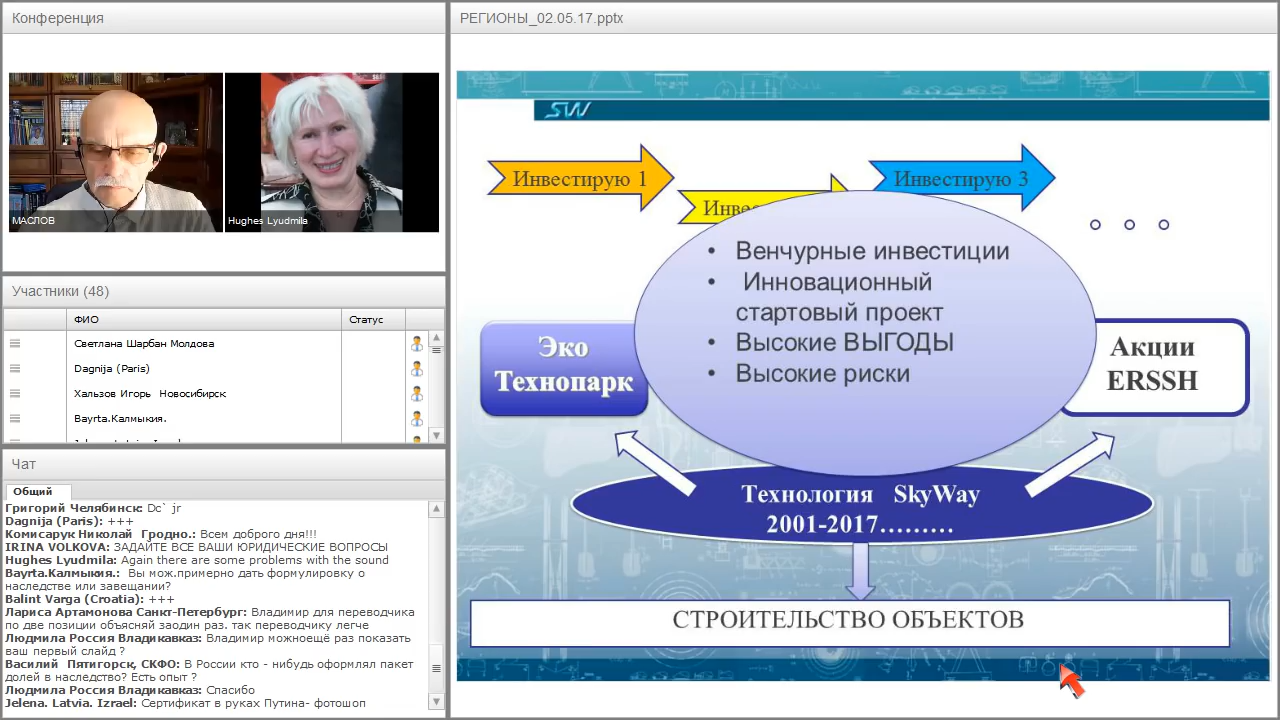 Конференция
МАСЛОВ
Hughes Lyudmila
Участники (48)
ФИО
Статус
Светлана Шарбан Молдова
Dagnija (Paris)
Хальзов Игорь Новосибирск
Bayrta.Калмыкия.
Чат
Общий
Григорий Челябинск: Dc` jr
Dagnija (Paris): +++
Комисарук Николай Гродно.: Всем доброго дня!!!
IRINA VOLKOVA: ЗАДАЙТЕ ВСЕ ВАШИ ЮРИДИЧЕСКИЕ ВОПРОСЫ
Hughes Lyudmila: Again there are some problems with the sound
Bayrta.Калмыкия.: Вы мож.примерно дать формулировку о
наследстве или завещании?
Balint Varga (Croatia): +++
Лариса Артамонова Санкт-Петербург: Владимир для переводчика
по две позиции объясняй заодин раз. так переводчику легче
Людмила Россия Владикавказ: Владимир можноещё раз показать
ваш первый слайд ?
Василий Пятигорск, СКФО: В России кто - нибудь оформлял пакет
долей в наследство? Есть опыт ?
Людмила Россия Владикавказ: Спасибо
Jelena. Latvia. Izrael: Сертификат в руках Путина- фотошоп
РЕГИОНЫ_02.05.17.pptx
SW
Инвестирую 1
Инвес
Инвестирую 3
• Венчурные инвестиции
• Инновационный
стартовый проект
• Высокие ВЫГОДЫ
• Высокие риски
Эко
Технопарк
Акции
ERSSH
Технология SkyWay
2001-2017………
СТРОИТЕЛЬСТВО ОБЪЕКТОВ